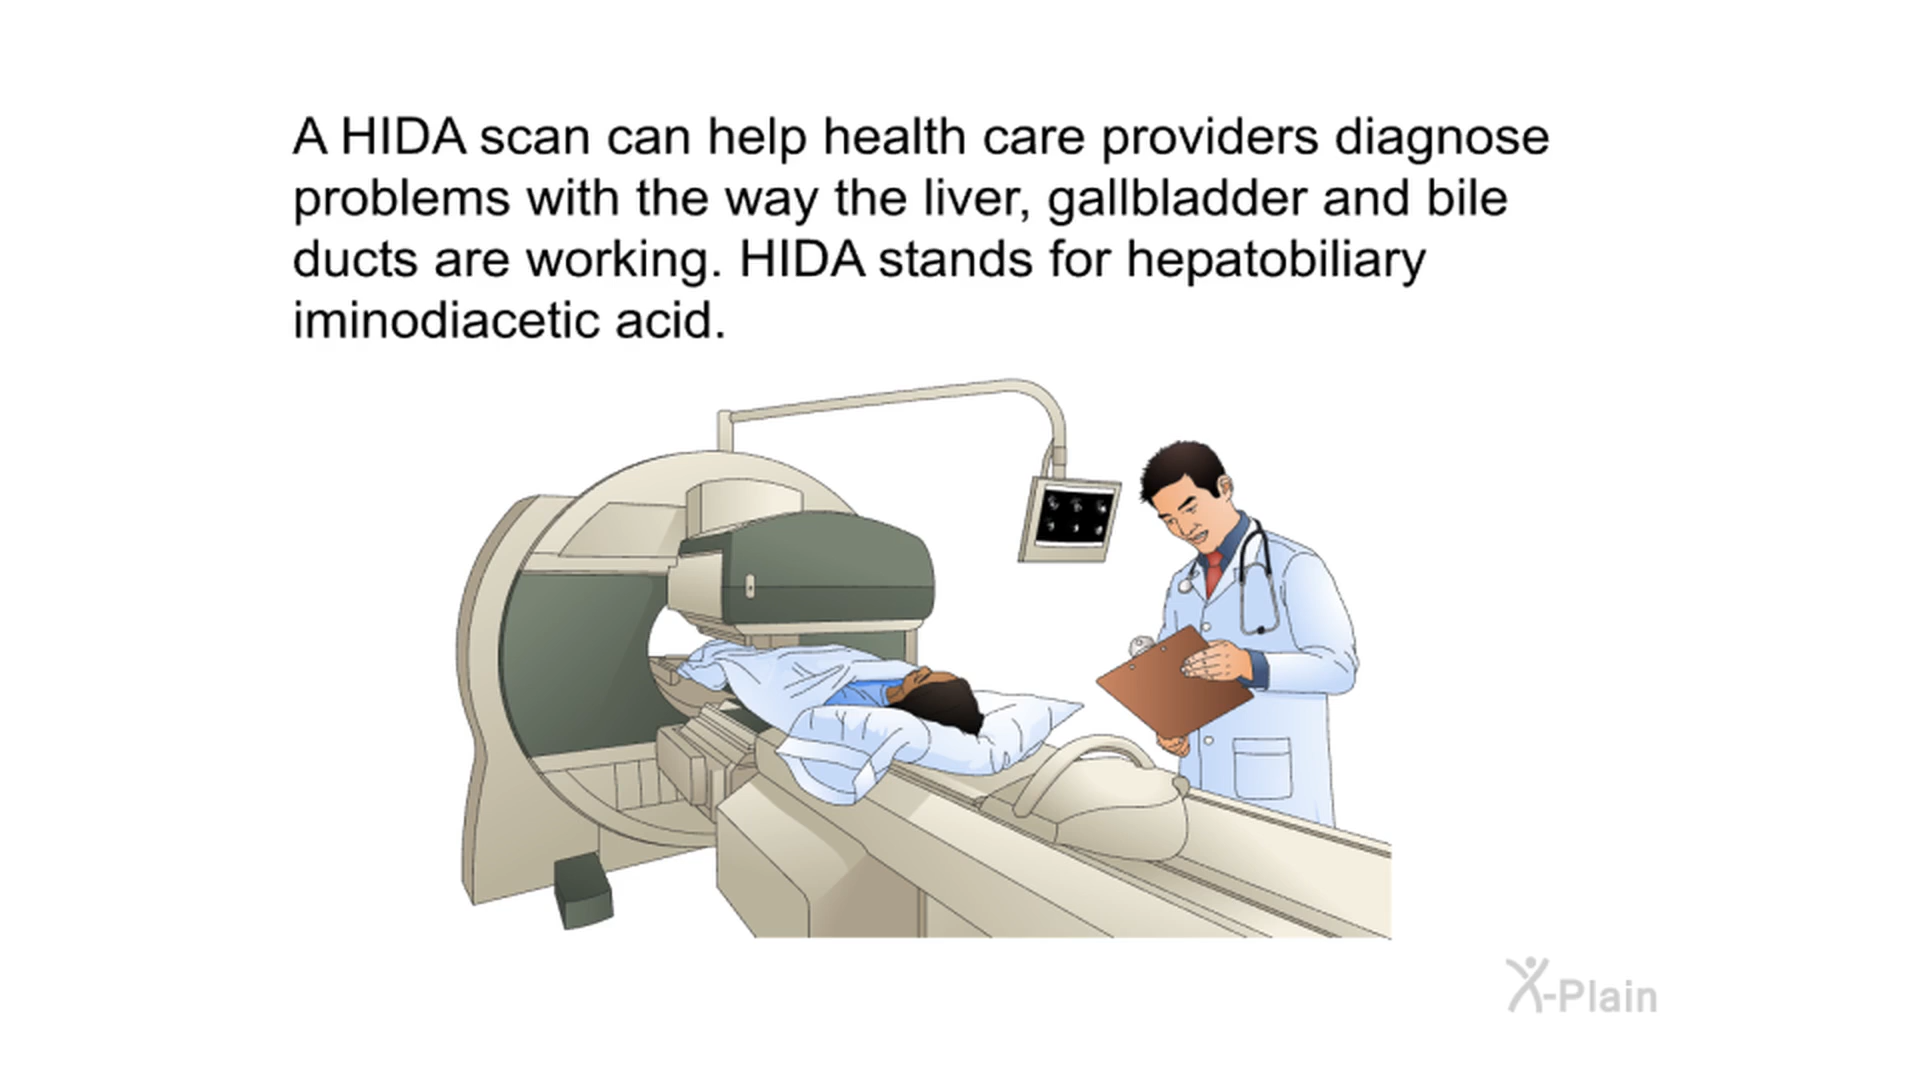 A HIDA scan can help health care providers diagnose
problems with the way the liver, gallbladder and bile
ducts are working. HIDA stands for hepatobiliary
iminodiacetic acid.
X-Plain